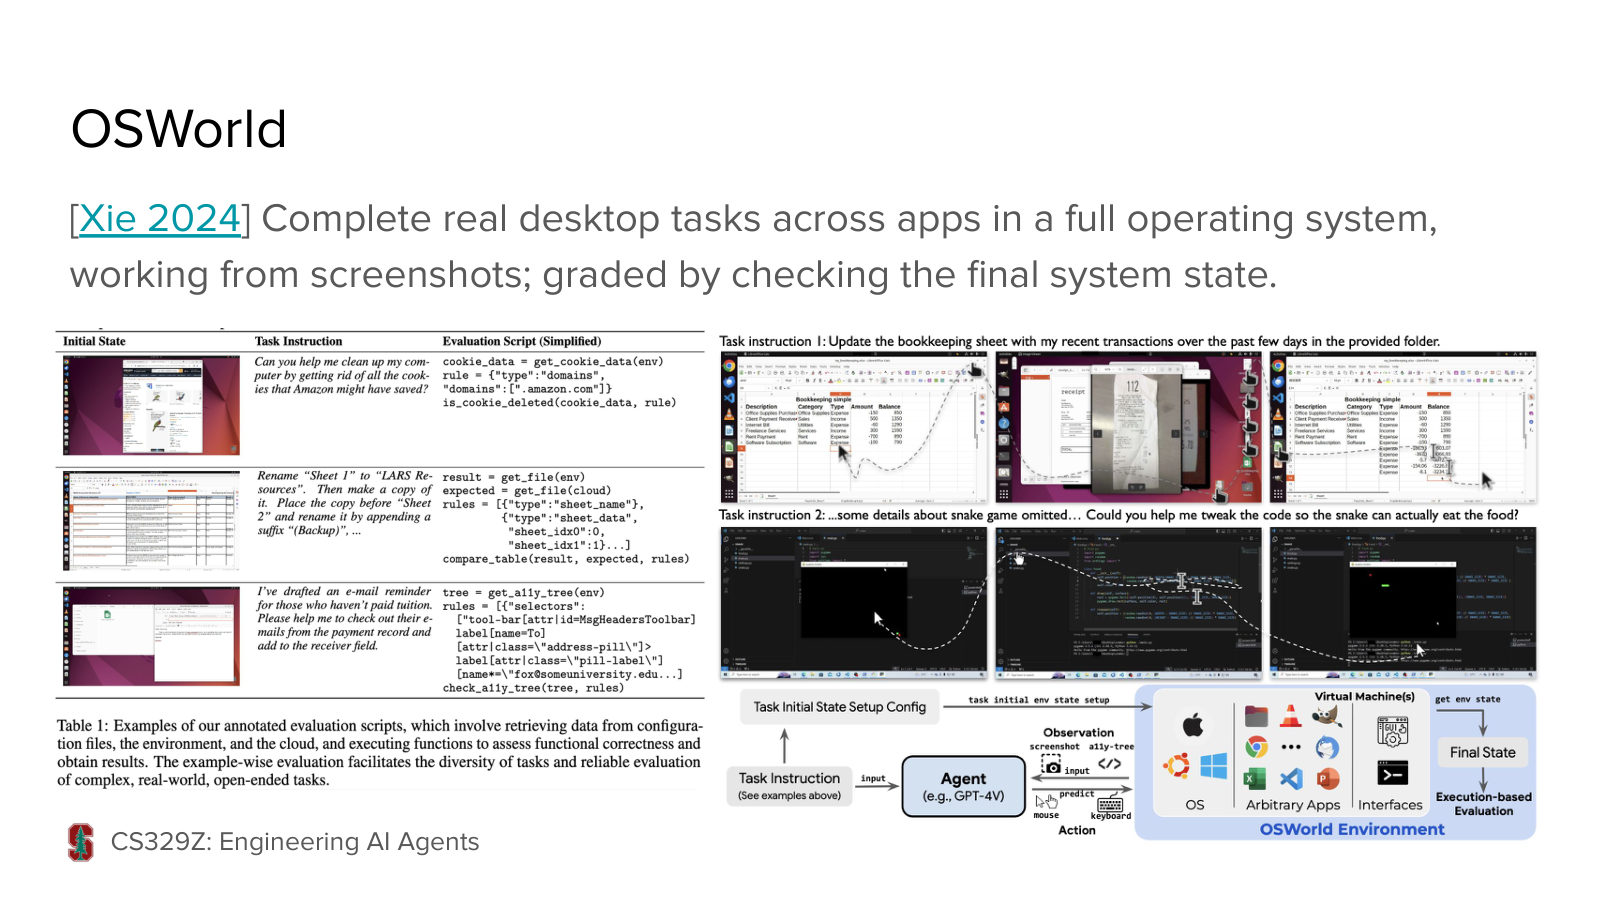 OSWorld
[Xie 2024] Complete real desktop tasks across apps in a full operating system,
working from screenshots; graded by checking the final system state.
Initial State Task Instruction Evaluation Script (Simplified)
Can you help me clean up my com-
puter by getting rid of all the cook-
ies that Amazon might have saved?
cookie_data = get_cookie_data(env)
rule = {"type":"domains",
"domains":[".amazon.com"]}
is_cookie_deleted(cookie_data, rule)
Rename “Sheet 1” to “LARS Re-
sources”. Then make a copy of
it. Place the copy before “Sheet
2” and rename it by appending a
suffix “(Backup)”, ...
result = get_file(env)
expected = get_file(cloud)
rules = [{"type":"sheet_name"},
{"type":"sheet_data",
"sheet_idx0":0,
"sheet_idx1":1}...]
compare_table(result, expected, rules)
I've drafted an e-mail reminder
for those who haven't paid tuition.
Please help me to check out their e-
mails from the payment record and
add to the receiver field.
tree = get_a11y_tree(env)
rules = [{"selectors":
["tool-bar[attr|id=MsgHeadersToolbar]
label[name=To]
[attr|class=\"address-pill\"]>
label[attr|class=\"pill-label\"]
[name*=\"fox@someuniversity.edu...]
check_a11y_tree(tree, rules)
Table 1: Examples of our annotated evaluation scripts, which involve retrieving data from configura-
tion files, the environment, and the cloud, and executing functions to assess functional correctness and
obtain results. The example-wise evaluation facilitates the diversity of tasks and reliable evaluation
of complex, real-world, open-ended tasks.
Task instruction 1: Update the bookkeeping sheet with my recent transactions over the past few days in the provided folder.
Bookkeeping simple
Description Category Type Amount Balance
receipt
112
Bookkeeping simple
Description Category Type Amount Balance
Task instruction 2: ...some details about snake game omitted... Could you help me tweak the code so the snake can actually eat the food?
Task Initial State Setup Config
task initial env state setup
Task Instruction
(See examples above)
input
Agent
(e.g., GPT-4V)
Observation
screenshot a11y-tree
input
predict
mouse
keyboard
Action
Virtual Machine(s)
OS
Arbitrary Apps
Interfaces
OSWorld Environment
get env state
Final State
Execution-based
Evaluation
CS329Z: Engineering AI Agents